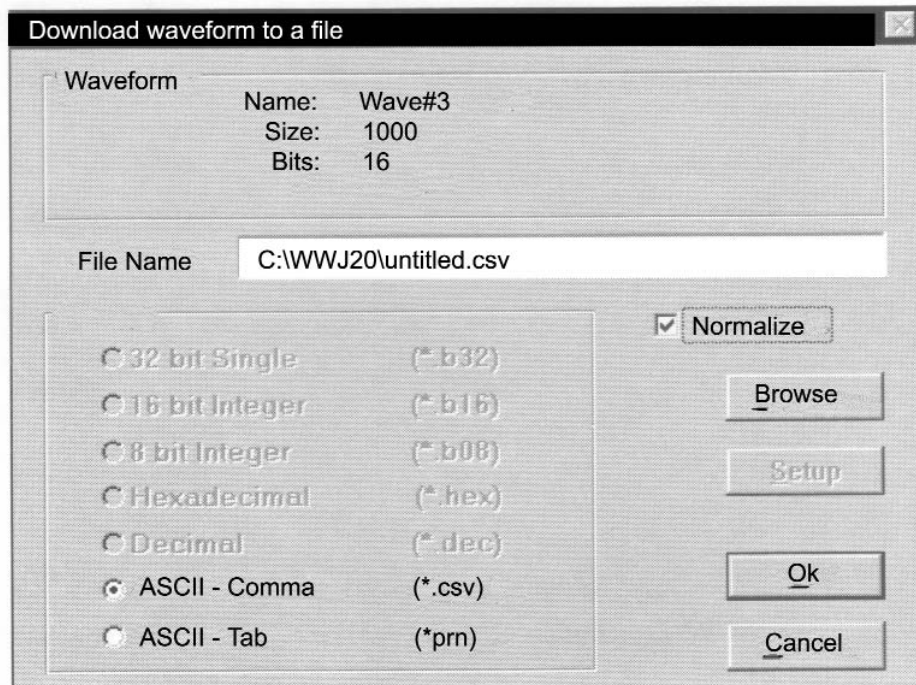 Download waveform to a file
Waveform
Name: Wave#3
Size: 1000
Bits: 16
File Name C:\WWJ20\untitled.csv
Normalize
32 bit Single (*.b32)
16 bit Integer (*.b16)
8 bit Integer (*.b08)
Hexadecimal (*.hex)
Decimal (*.dec)
ASCII - Comma (*.csv)
ASCII - Tab (*prn)
Browse
Setup
Ok
Cancel